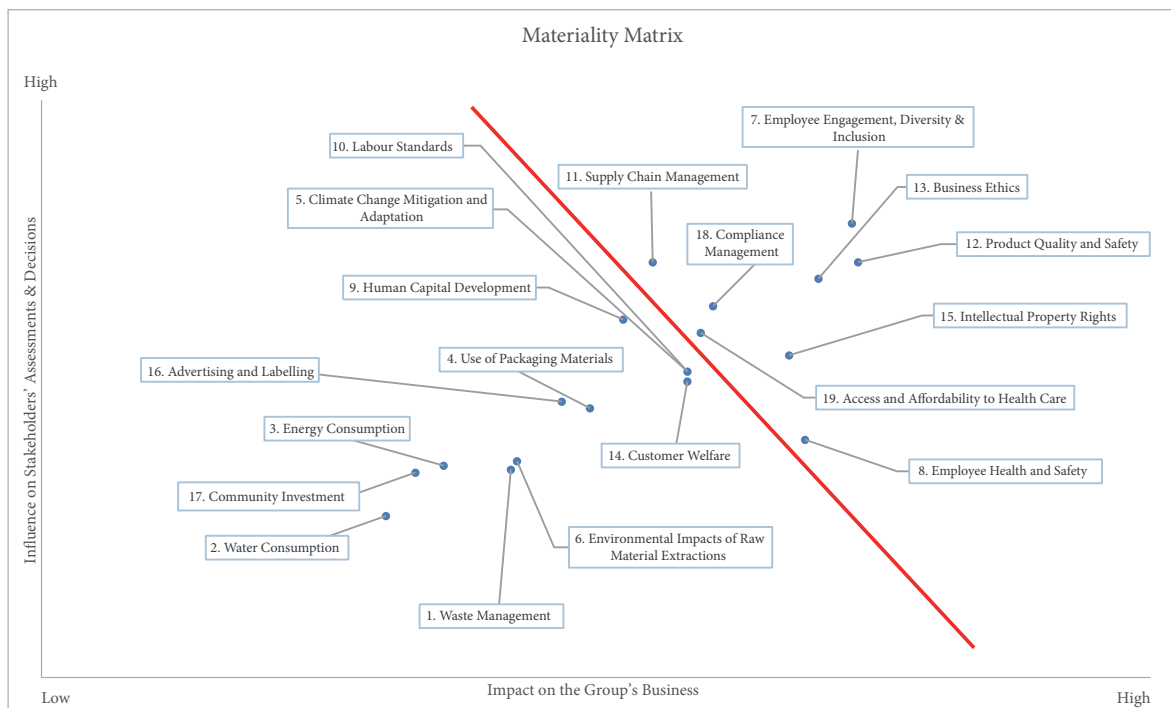 Materiality Matrix
High
7. Employee Engagement, Diversity &
Inclusion
10. Labour Standards
11. Supply Chain Management
13. Business Ethics
5. Climate Change Mitigation and
Adaptation
18. Compliance
Management
12. Product Quality and Safety
9. Human Capital Development
15. Intellectual Property Rights
4. Use of Packaging Materials
16. Advertising and Labelling
19. Access and Affordability to Health Care
3. Energy Consumption
14. Customer Welfare
8. Employee Health and Safety
17. Community Investment
2. Water Consumption
6. Environmental Impacts of Raw
Material Extractions
1. Waste Management
Influence on Stakeholders' Assessments & Decisions
Low
Impact on the Group's Business
High